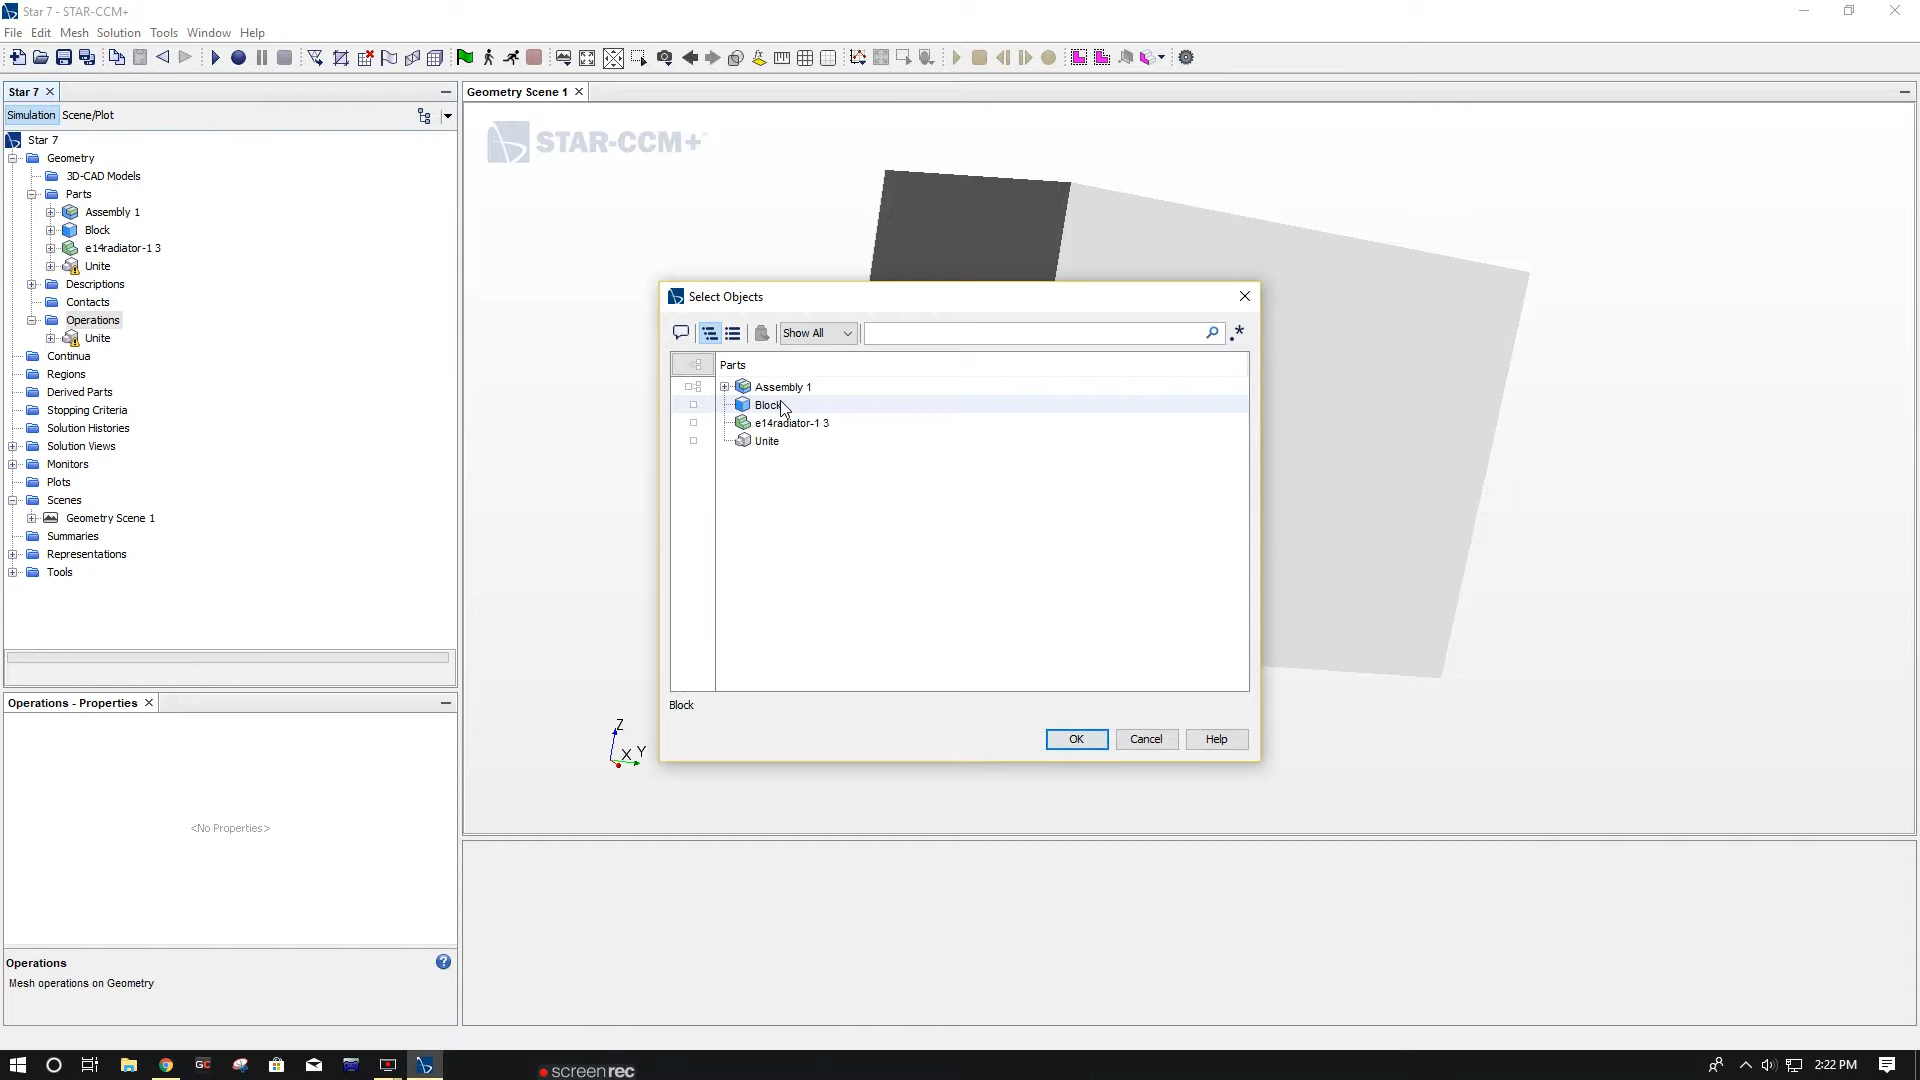 Star 7 - STAR-CCM+
File Edit Mesh Solution Tools Window Help
Star 7
Simulation Scene/Plot
Star 7
Geometry
3D-CAD Models
Parts
Assembly 1
Block
e14radiator-1 3
Unite
Descriptions
Contacts
Operations
Unite
Continua
Regions
Derived Parts
Stopping Criteria
Solution Histories
Solution Views
Monitors
Plots
Scenes
Geometry Scene 1
Summaries
Representations
Tools
Operations - Properties
<No Properties>
Operations
Mesh operations on Geometry
Geometry Scene 1
STAR-CCM+
Select Objects
Show All
Parts
Assembly 1
Block
e14radiator-1 3
Unite
Block
OK Cancel Help
Z
X Y
GC
screenrec
2:22 PM